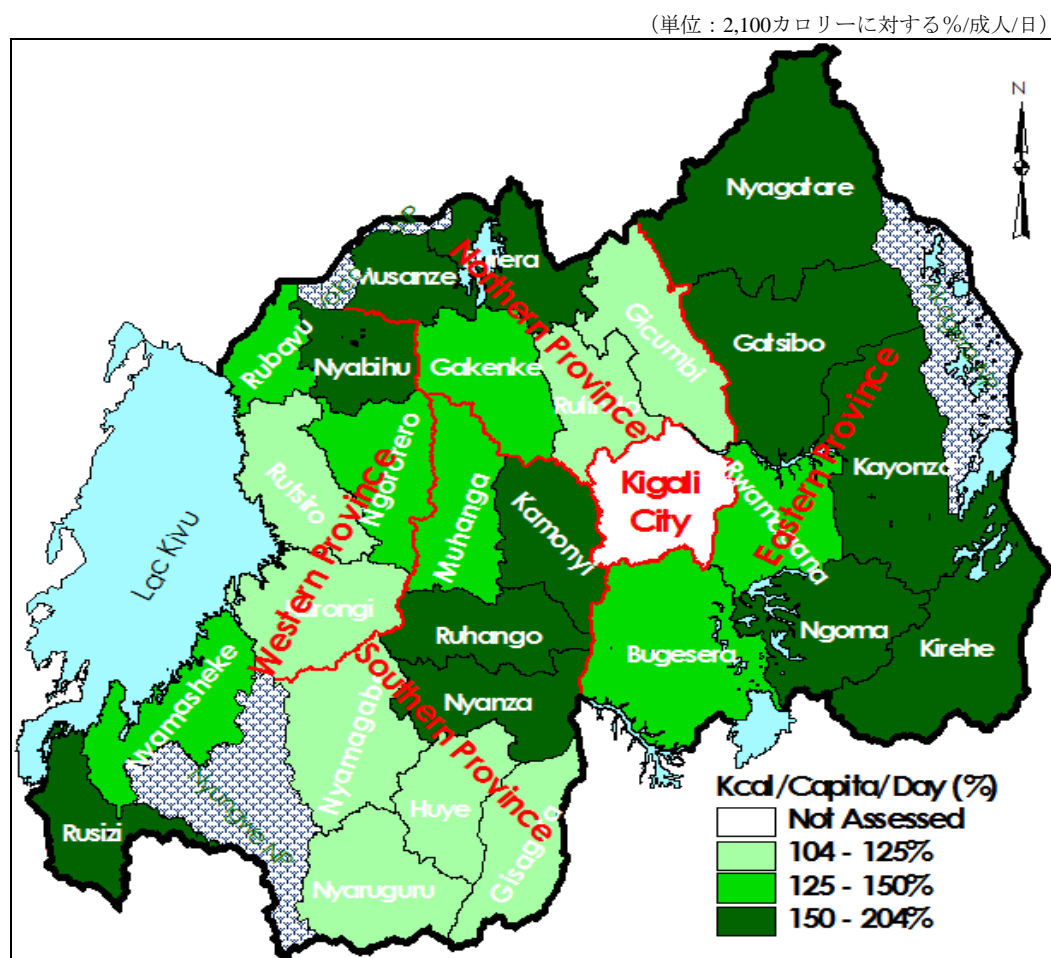 (単位：2,100カロリーに対する％/成人/日)
N
Nyagatare
Musanze
Northern Province
Gicumbi
Rubavu
Nyabihu
Gakenke
Gatsibo
Eastern Province
Ngororero
Rutsiro
Western Province
Muhanga
Kamonyi
Kigali
City
Rwamagana
Kayonza
Lac Kivu
Ruhango
Bugesera
Ngoma
Kirehe
Nyamasheke
Nyanza
Southern Province
Nyungwe NP
Huye
Rusizi
Nyaruguru
Kcal/Capita/Day (%)
Not Assessed
104 - 125%
125 - 150%
150 - 204%